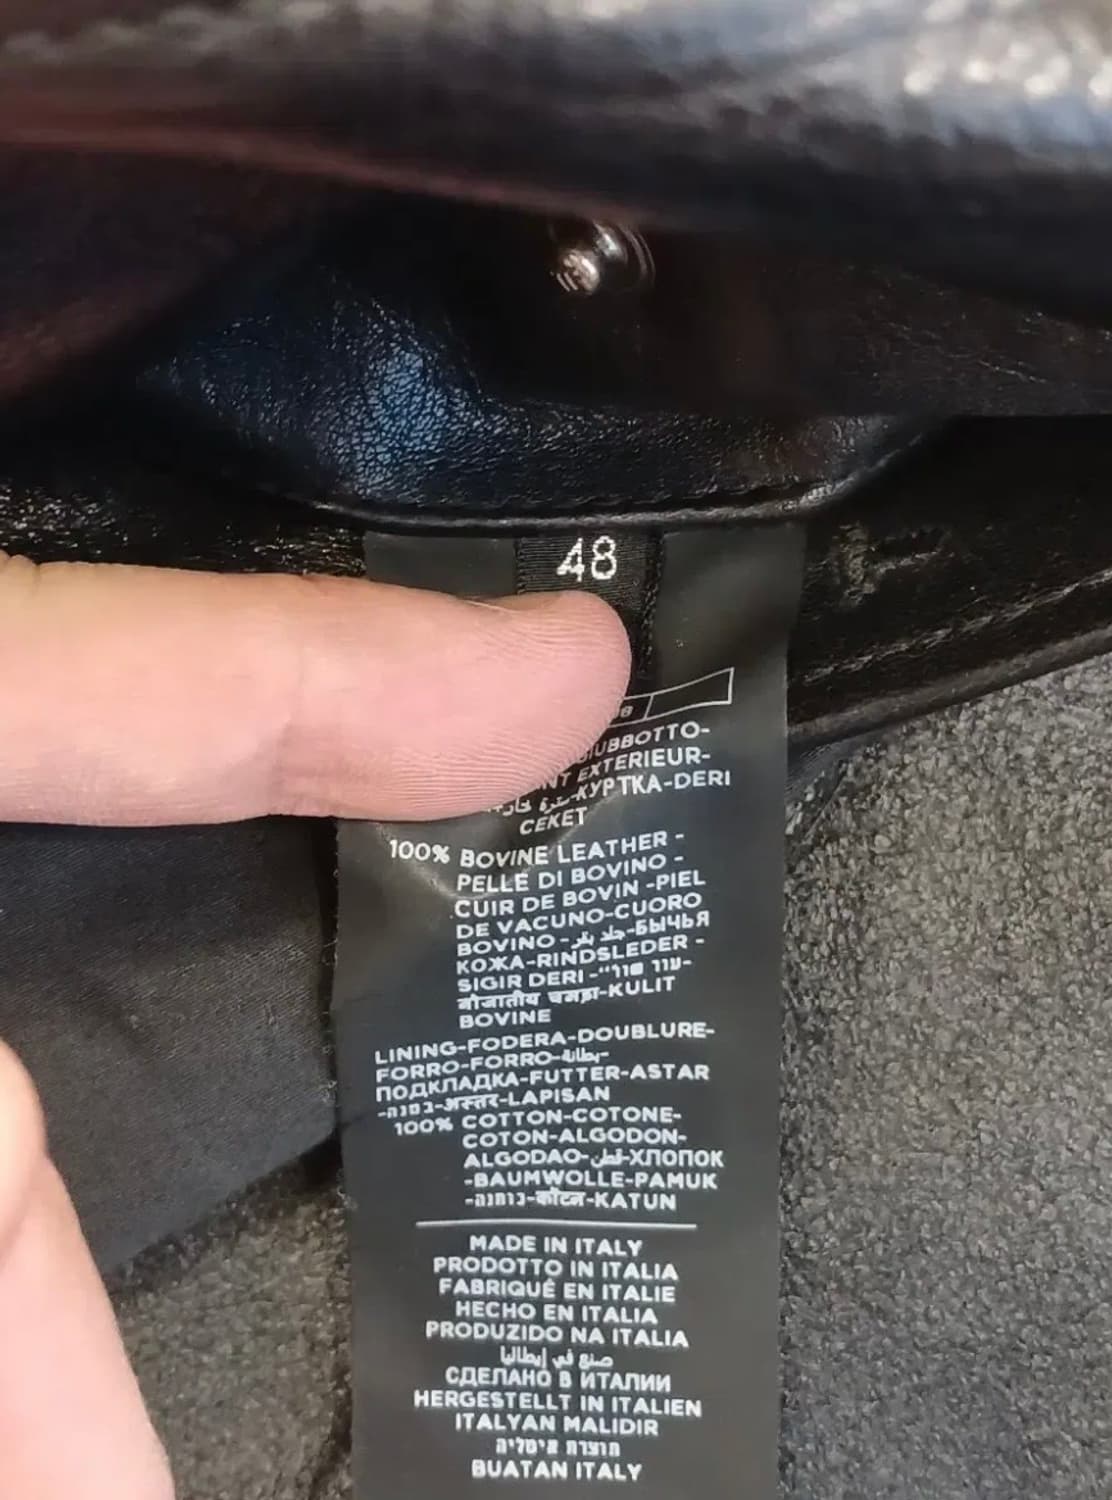 48
GIUBBOTTO-
EXTERIEUR-
КУРТКА-DERI
CEKET
100% BOVINE LEATHER -
PELLE DI BOVINO -
CUIR DE BOVIN -PIEL
DE VACUNO-CUORO
BOVINO - جلد بقر-БЫЧЬЯ
КОЖА-RINDSLEDER -
SIGIR DERI -"עור שור-
बोजातीय चमड़ा-KULIT
BOVINE
LINING-FODERA-DOUBLURE-
FORRO-FORRO-بطانة-
ПОДКЛАДКА-FUTTER-ASTAR
-בטנה-अस्तर-LAPISAN
100% COTTON-COTONE-
COTON-ALGODON-
ALGODAO-قطن-ХЛОПОК
-BAUMWOLLE-PAMUK
-כותנה-कॉटन-KATUN
MADE IN ITALY
PRODOTTO IN ITALIA
FABRIQUÉ EN ITALIE
HECHO EN ITALIA
PRODUZIDO NA ITALIA
صنع في إيطاليا
СДЕЛАНО В ИТАЛИИ
HERGESTELLT IN ITALIEN
ITALYAN MALIDIR
תוצרת איטליה
BUATAN ITALY